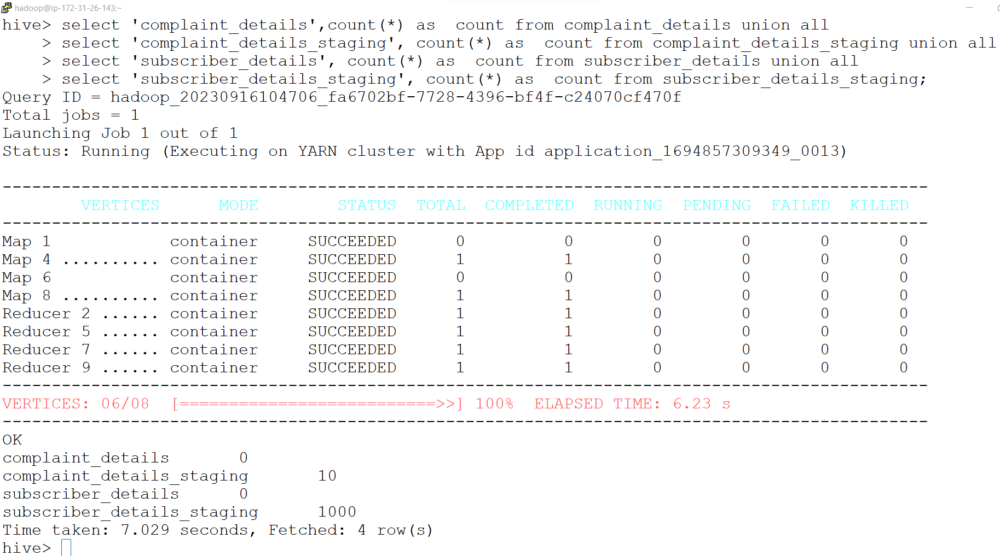 hadoop@ip-172-31-26-143:~
hive> select 'complaint_details',count(*) as  count from complaint_details union all
    > select 'complaint_details_staging', count(*) as  count from complaint_details_staging union all
    > select 'subscriber_details', count(*) as  count from subscriber_details union all
    > select 'subscriber_details_staging', count(*) as  count from subscriber_details_staging;
Query ID = hadoop_20230916104706_fa6702bf-7728-4396-bf4f-c24070cf470f
Total jobs = 1
Launching Job 1 out of 1
Status: Running (Executing on YARN cluster with App id application_1694857309349_0013)

----------------------------------------------------------------------------------------------
        VERTICES      MODE        STATUS  TOTAL  COMPLETED  RUNNING  PENDING  FAILED  KILLED
----------------------------------------------------------------------------------------------
Map 1            container     SUCCEEDED      0          0        0        0       0       0
Map 4 .......... container     SUCCEEDED      1          1        0        0       0       0
Map 6            container     SUCCEEDED      0          0        0        0       0       0
Map 8 .......... container     SUCCEEDED      1          1        0        0       0       0
Reducer 2 ...... container     SUCCEEDED      1          1        0        0       0       0
Reducer 5 ...... container     SUCCEEDED      1          1        0        0       0       0
Reducer 7 ...... container     SUCCEEDED      1          1        0        0       0       0
Reducer 9 ...... container     SUCCEEDED      1          1        0        0       0       0
----------------------------------------------------------------------------------------------
VERTICES: 06/08  [==========================>>] 100%  ELAPSED TIME: 6.23 s
----------------------------------------------------------------------------------------------
OK
complaint_details       0
complaint_details_staging       10
subscriber_details      0
subscriber_details_staging      1000
Time taken: 7.029 seconds, Fetched: 4 row(s)
hive>